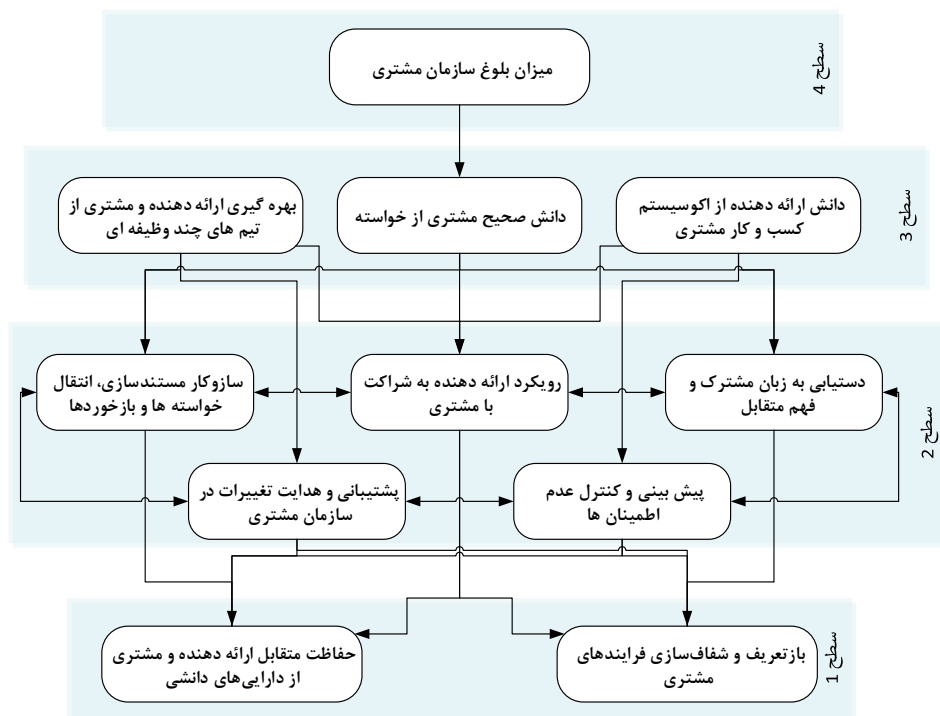 میزان بلوغ سازمان مشتری
سطح 4
دانش ارائه دهنده از اکوسیستم
کسب و کار مشتری
دانش صحیح مشتری از خواسته
بهره گیری ارائه دهنده و مشتری از
تیم های چند وظیفه ای
سطح 3
دستیابی به زبان مشترک و
فهم متقابل
رویکرد ارائه دهنده به شراکت
با مشتری
سازوکار مستندسازی، انتقال
خواسته ها و بازخوردها
پیش بینی و کنترل عدم
اطمینان ها
پشتیبانی و هدایت تغییرات در
سازمان مشتری
سطح 2
بازتعریف و شفاف‌سازی فرایندهای
مشتری
حفاظت متقابل ارائه دهنده و مشتری
از دارایی‌های دانشی
سطح 1